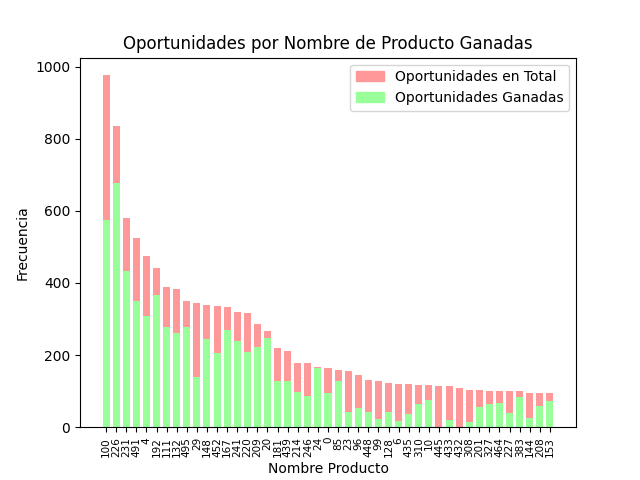 Oportunidades por Nombre de Producto Ganadas
Oportunidades en Total
Oportunidades Ganadas
Frecuencia
1000
800
600
400
200
0
100 226 231 491 4 192 111 132 495 29 148 452 167 241 220 209 20 181 439 214 246 24 0 85 23 96 448 99 128 6 435 310 10 445 433 432 308 201 327 464 227 383 144 208 153
Nombre Producto